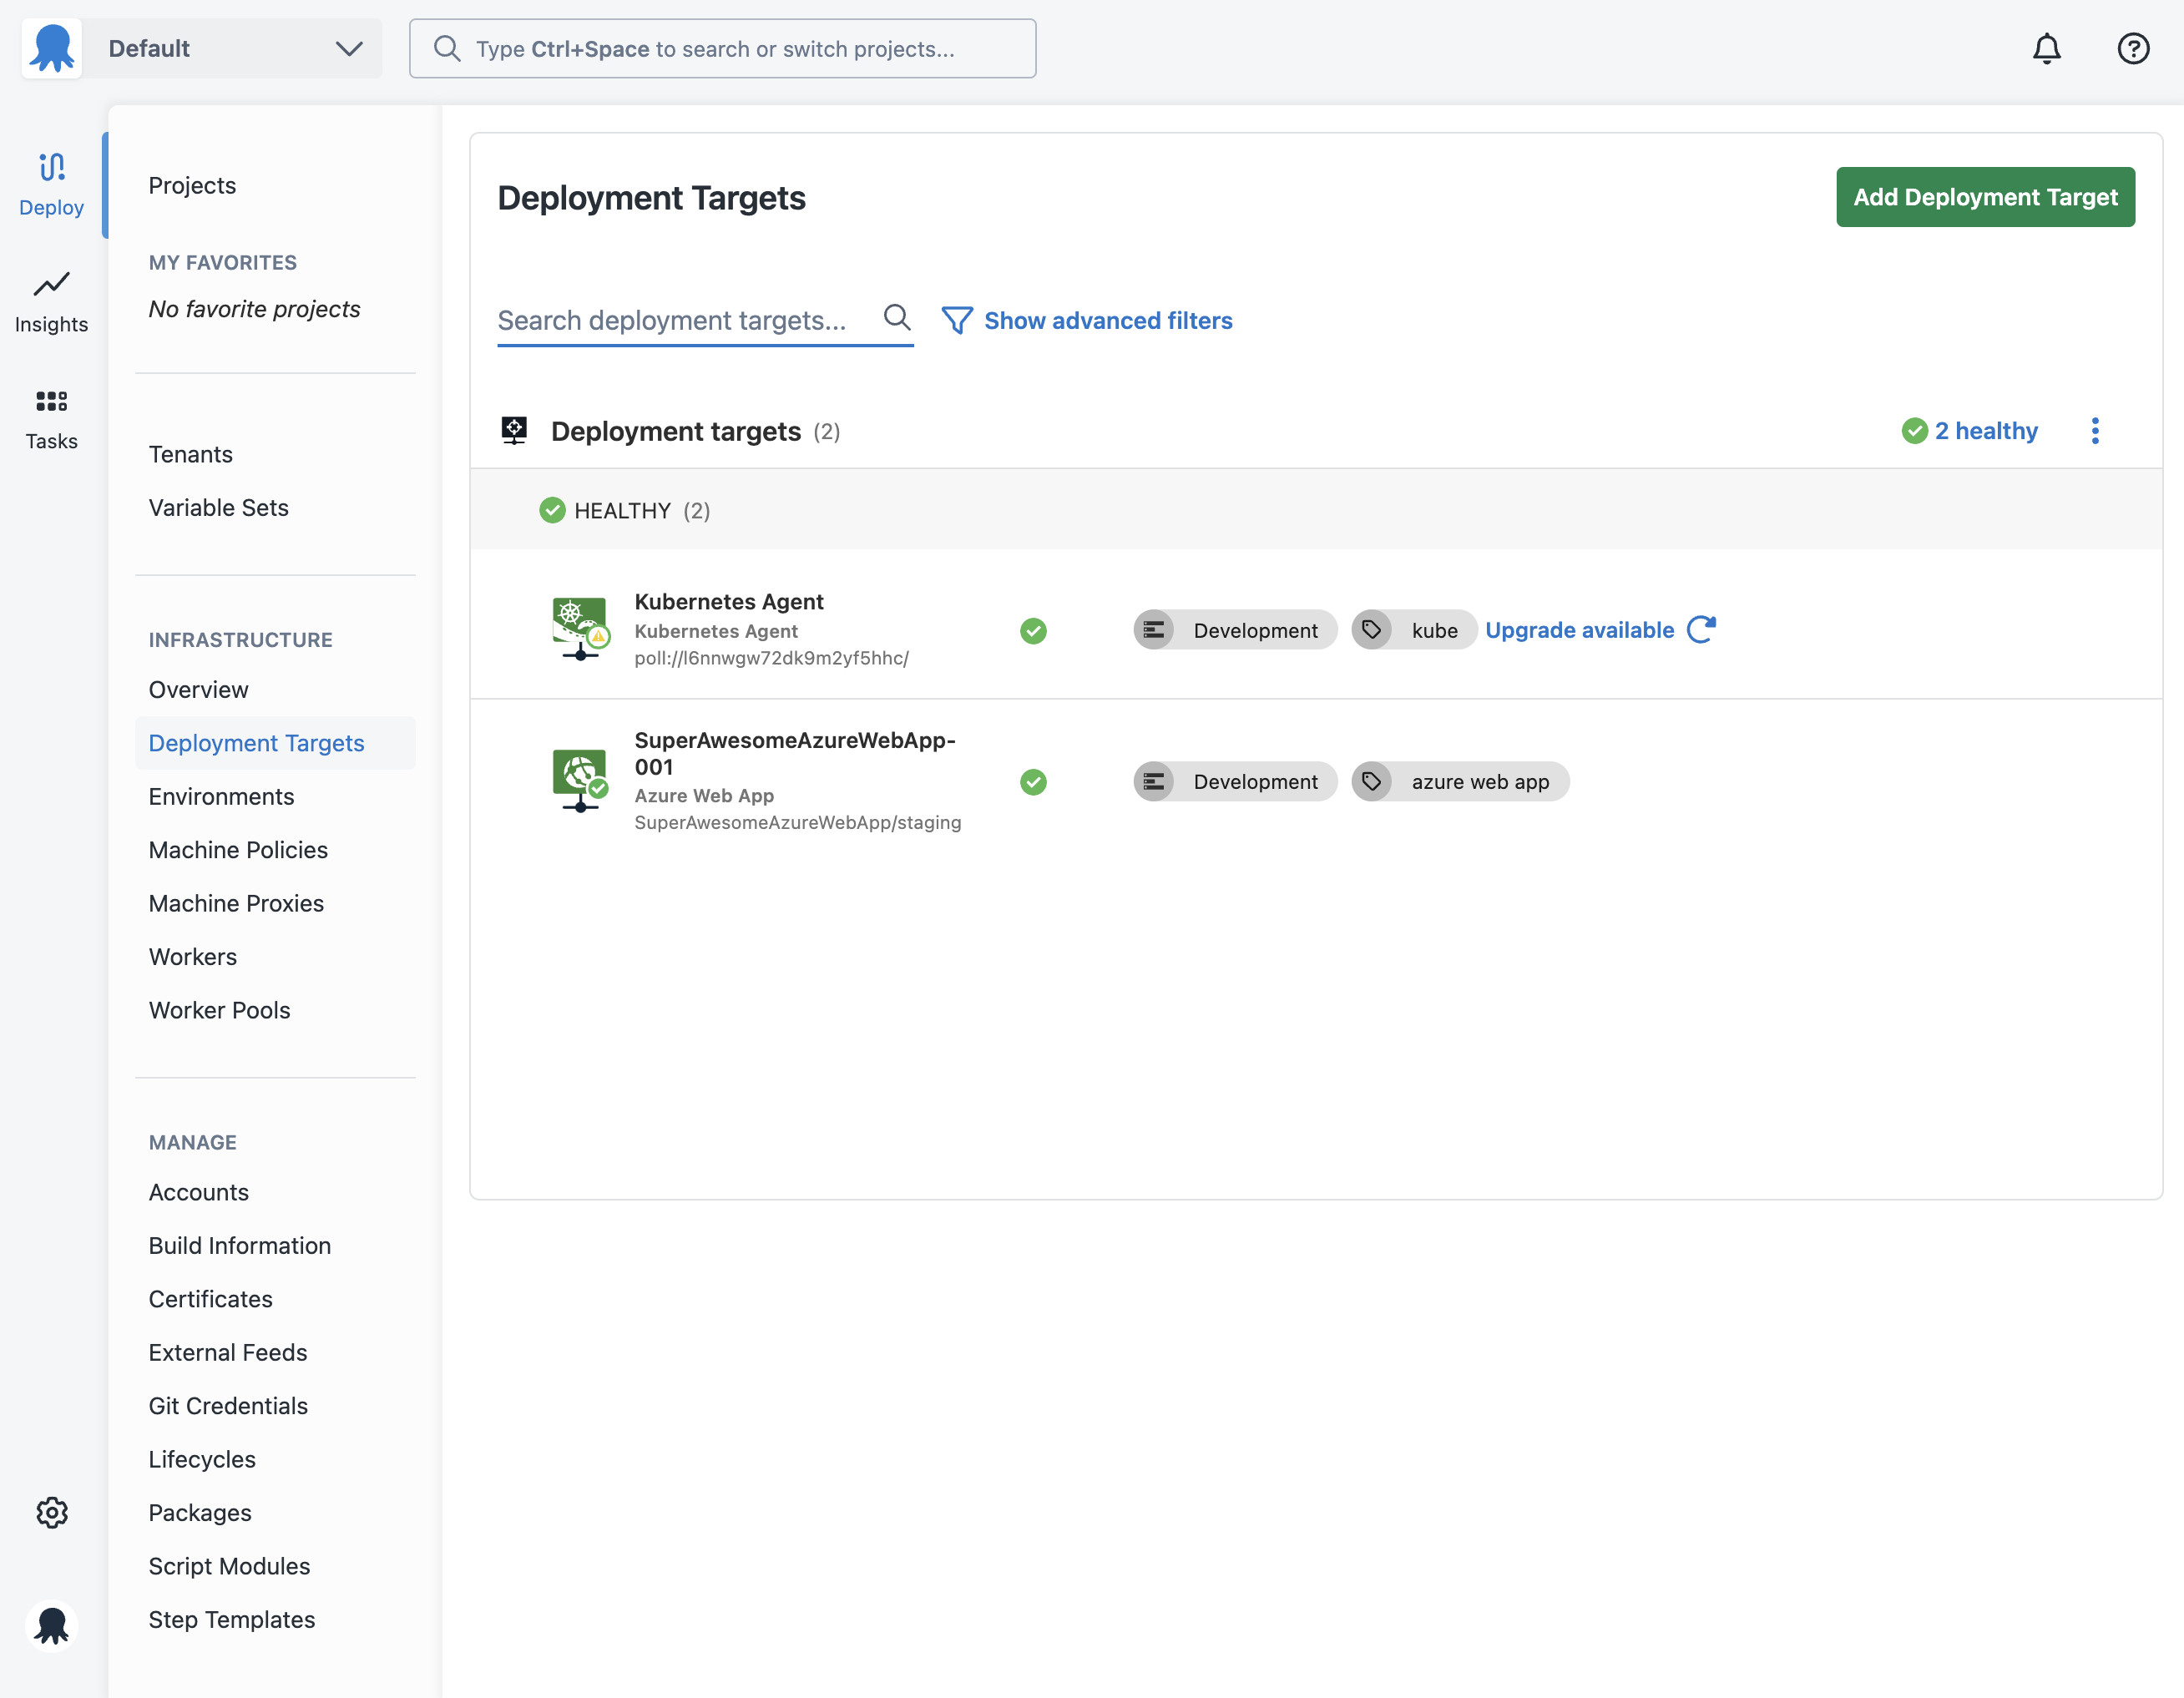 Default
Type Ctrl+Space to search or switch projects...
Deploy
Insights
Tasks
Projects
MY FAVORITES
No favorite projects
Tenants
Variable Sets
INFRASTRUCTURE
Overview
Deployment Targets
Environments
Machine Policies
Machine Proxies
Workers
Worker Pools
MANAGE
Accounts
Build Information
Certificates
External Feeds
Git Credentials
Lifecycles
Packages
Script Modules
Step Templates
Deployment Targets
Add Deployment Target
Search deployment targets...
Show advanced filters
Deployment targets (2)
2 healthy
HEALTHY (2)
Kubernetes Agent
Kubernetes Agent
poll://l6nnwgw72dk9m2yf5hhc/
Development
kube
Upgrade available
SuperAwesomeAzureWebApp-
001
Azure Web App
SuperAwesomeAzureWebApp/staging
Development
azure web app